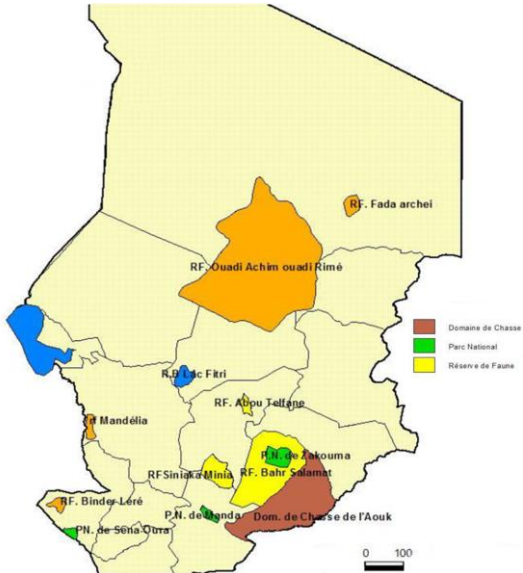 RF. Fada archei
RF. Ouadi Achim ouadi Rimé
Domaine de Chasse
Parc National
Réserve de Faune
R.B Lac Fitri
RF. Abou Telfane
Mandélia
P.N. de Zakouma
RF Siniaka Minia
RF. Bahr Salamat
RF. Binder-Léré
P.N. de Manda
Dom. de Chasse de l'Aouk
PN. de Séna Oura
0 100